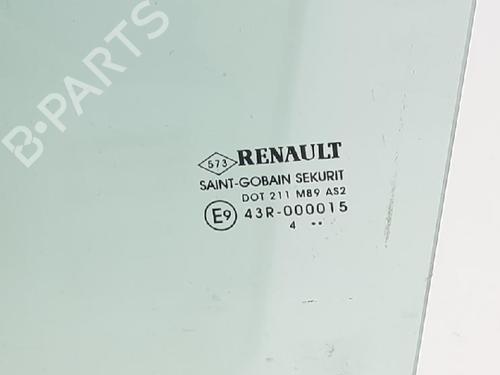 B-PARTS
573 RENAULT
SAINT-GOBAIN SEKURIT
DOT 211 M89 AS2
E9 43R-000015
4 ..